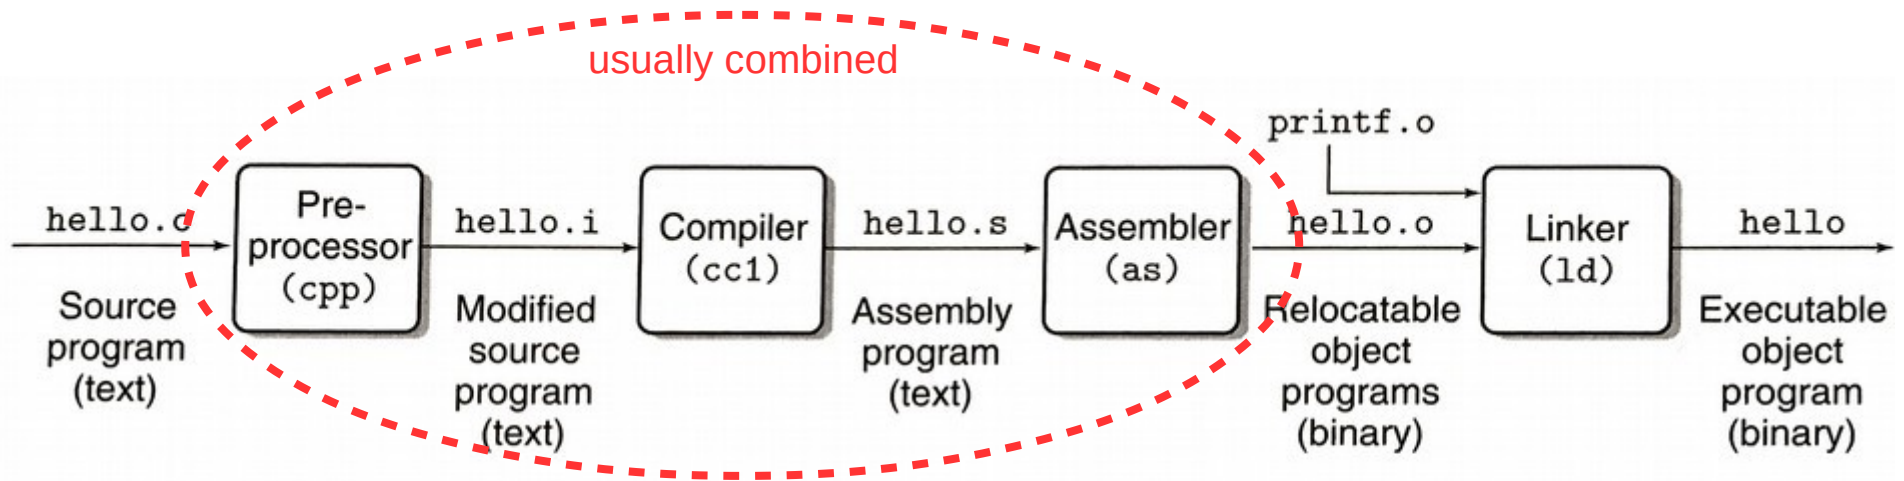 usually combined
printf.o
hello.c
Pre-
processor
(cpp)
hello.i
Compiler
(cc1)
hello.s
Assembler
(as)
hello.o
Linker
(ld)
hello
Source
program
(text)
Modified
source
program
(text)
Assembly
program
(text)
Relocatable
object
programs
(binary)
Executable
object
program
(binary)